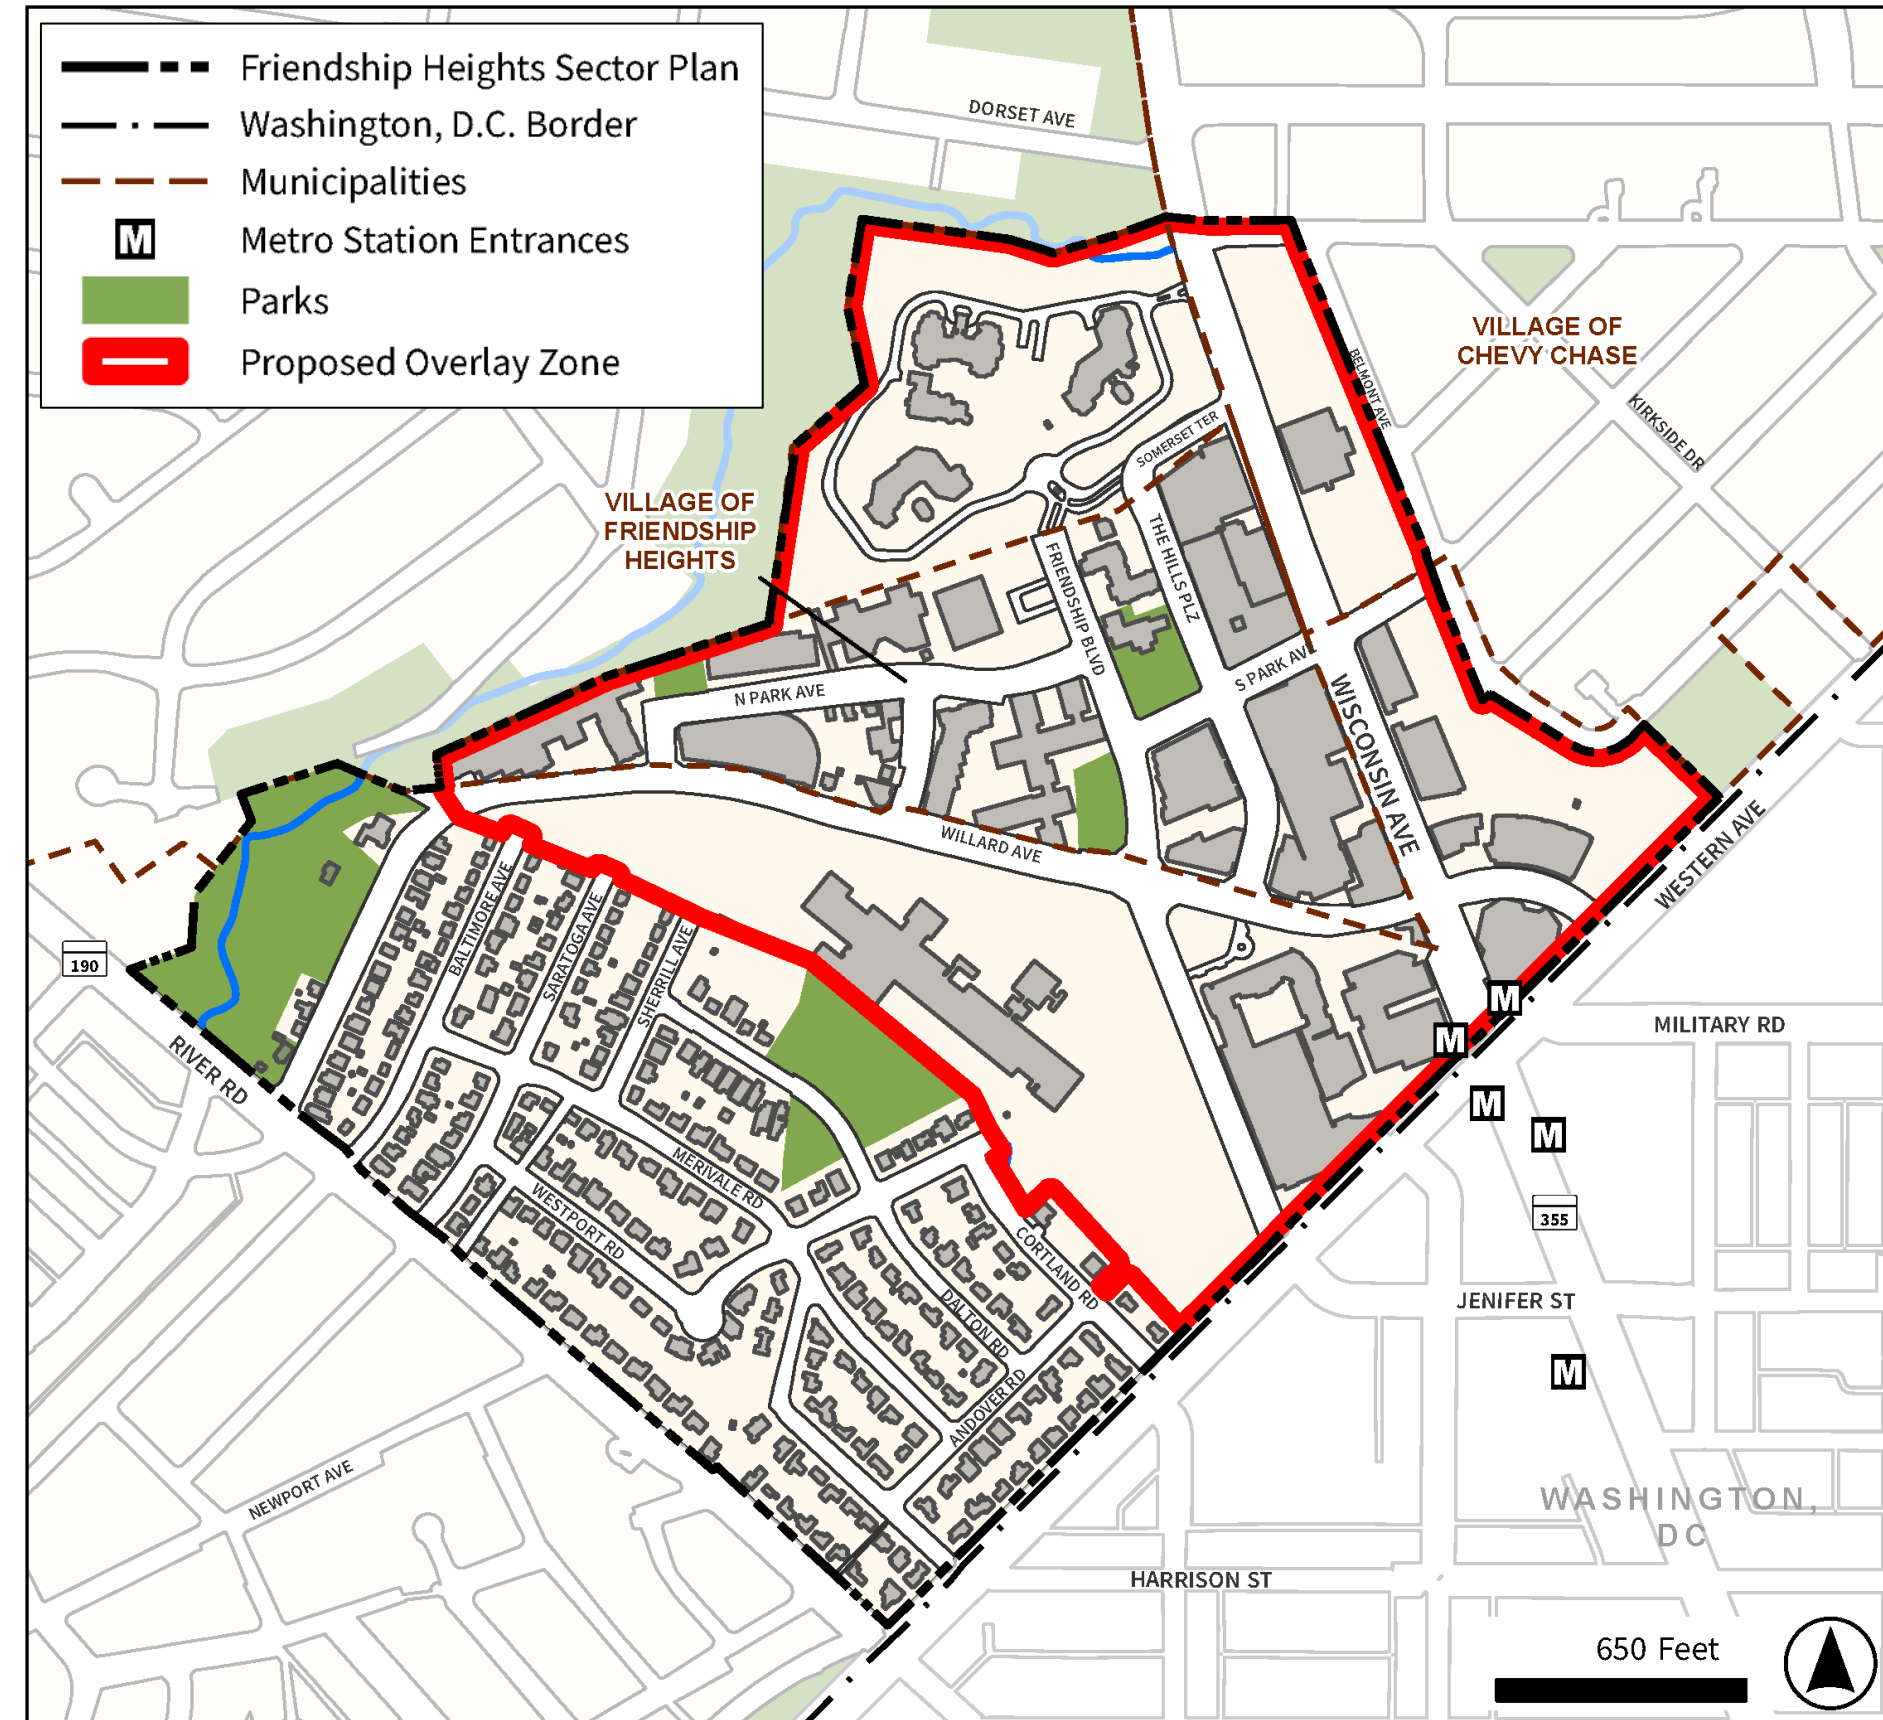 Friendship Heights Sector Plan
Washington, D.C. Border
Municipalities
M
Metro Station Entrances
Parks
Proposed Overlay Zone
DORSET AVE
VILLAGE OF
CHEVY CHASE
BELMONT AVE
KIRKSIDE DR
SOMERSET TER
VILLAGE OF
FRIENDSHIP
HEIGHTS
THE HILLS PLZ
FRIENDSHIP BLVD
S PARK AVE
N PARK AVE
WISCONSIN AVE
WILLARD AVE
WESTERN AVE
BALTIMORE AVE
SARATOGA AVE
SHERRILL AVE
190
RIVER RD
M
M
MILITARY RD
M
M
MERIVALE RD
WESTPORT RD
355
CORTLAND RD
DALTON RD
JENIFER ST
M
ANDOVER RD
NEWPORT AVE
WASHINGTON,
DC
HARRISON ST
650 Feet